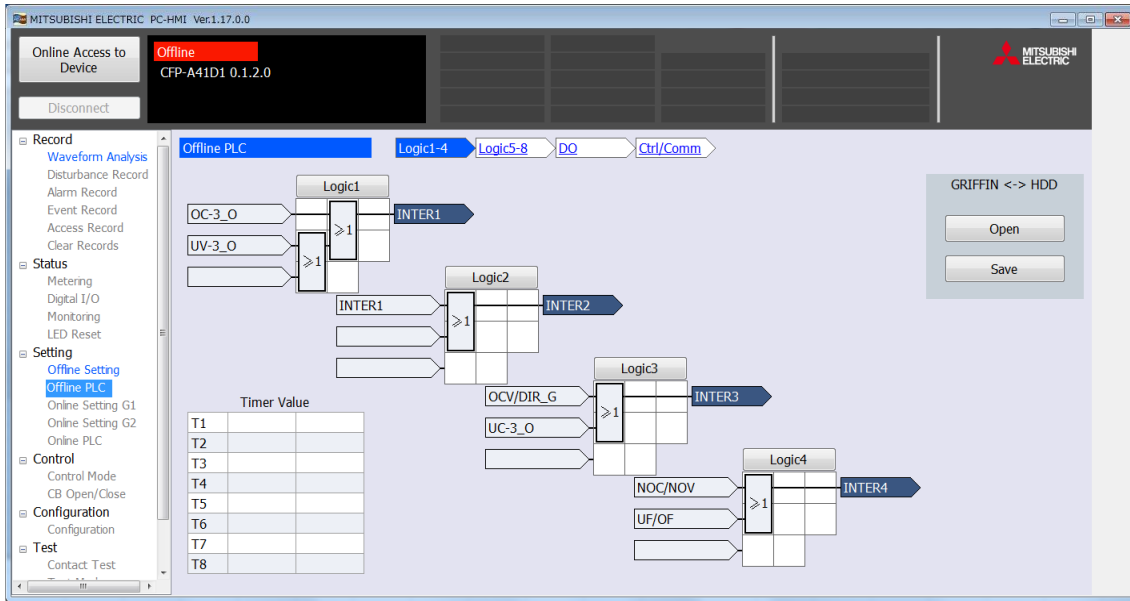 MITSUBISHI ELECTRIC PC-HMI Ver.1.17.0.0
Online Access to
Device
Disconnect
Offline
CFP-A41D1 0.1.2.0
MITSUBISHI
ELECTRIC
Record
Waveform Analysis
Disturbance Record
Alarm Record
Event Record
Access Record
Clear Records
Status
Metering
Digital I/O
Monitoring
LED Reset
Setting
Offline Setting
Offline PLC
Online Setting G1
Online Setting G2
Online PLC
Control
Control Mode
CB Open/Close
Configuration
Configuration
Test
Contact Test
Offline PLC
Logic1-4
Logic5-8
DO
Ctrl/Comm
Logic1
OC-3_O
UV-3_O
≥1
≥1
INTER1
Logic2
INTER1
≥1
INTER2
Logic3
OCV/DIR_G
UC-3_O
≥1
INTER3
Logic4
NOC/NOV
UF/OF
≥1
INTER4
Timer Value
T1
T2
T3
T4
T5
T6
T7
T8
GRIFFIN <-> HDD
Open
Save